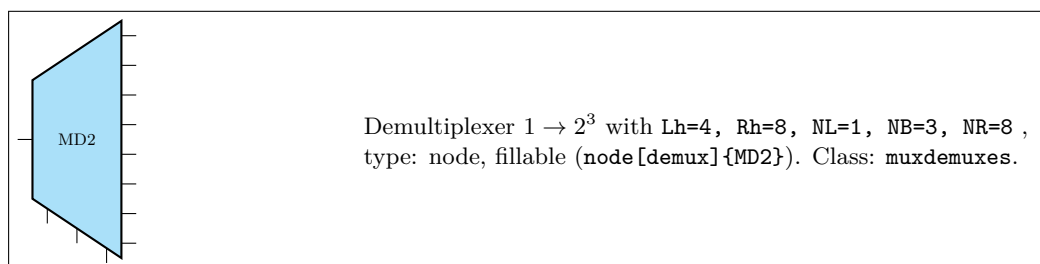 MD2
Demultiplexer 1 → 2³ with Lh=4, Rh=8, NL=1, NB=3, NR=8 ,
type: node, fillable (node[demux]{MD2}). Class: muxdemuxes.